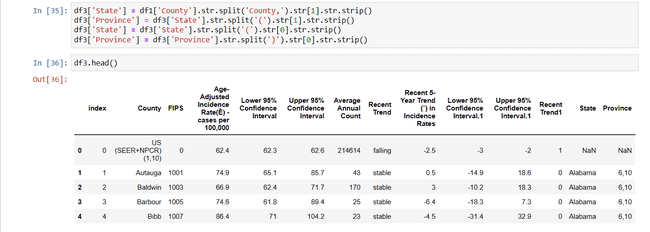 In [35]: df3['State'] = df1['County'].str.split('County,').str[1].str.strip()
df3['Province'] = df3['State'].str.split('(').str[1].str.strip()
df3['State'] = df3['State'].str.split('(').str[0].str.strip()
df3['Province'] = df3['Province'].str.split(')').str[0].str.strip()
In [36]: df3.head()
Out[36]:
index County FIPS Age-Adjusted Incidence Rate(Ê) - cases per 100,000 Lower 95% Confidence Interval Upper 95% Confidence Interval Average Annual Count Recent Trend Recent 5-Year Trend (ˆ) in Incidence Rates Lower 95% Confidence Interval.1 Upper 95% Confidence Interval.1 Recent Trend1 State Province
0 0 US (SEER+NPCR) (1,10) 0 62.4 62.3 62.6 214614 falling -2.5 -3 -2 1 NaN NaN
1 1 Autauga 1001 74.9 65.1 85.7 43 stable 0.5 -14.9 18.6 0 Alabama 6,10
2 2 Baldwin 1003 66.9 62.4 71.7 170 stable 3 -10.2 18.3 0 Alabama 6,10
3 3 Barbour 1005 74.6 61.8 89.4 25 stable -6.4 -18.3 7.3 0 Alabama 6,10
4 4 Bibb 1007 86.4 71 104.2 23 stable -4.5 -31.4 32.9 0 Alabama 6,10